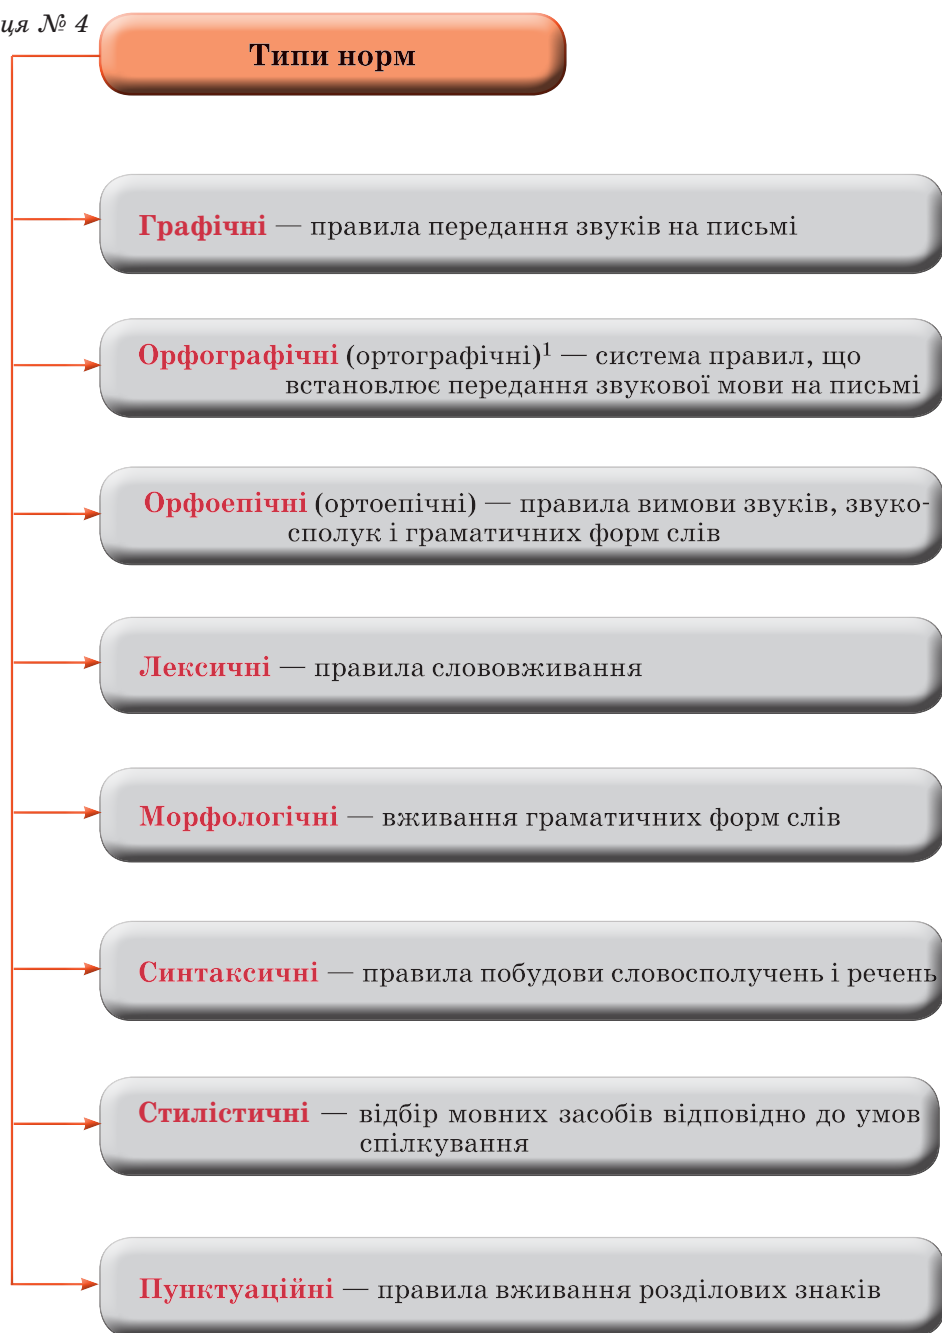 ця № 4
Типи норм
Графічні — правила передання звуків на письмі
Орфографічні (ортографічні)¹ — система правил, що
встановлює передання звукової мови на письмі
Орфоепічні (ортоепічні) — правила вимови звуків, звуко-
сполук і граматичних форм слів
Лексичні — правила слововживання
Морфологічні — вживання граматичних форм слів
Синтаксичні — правила побудови словосполучень і речень
Стилістичні — відбір мовних засобів відповідно до умов
спілкування
Пунктуаційні — правила вживання розділових знаків